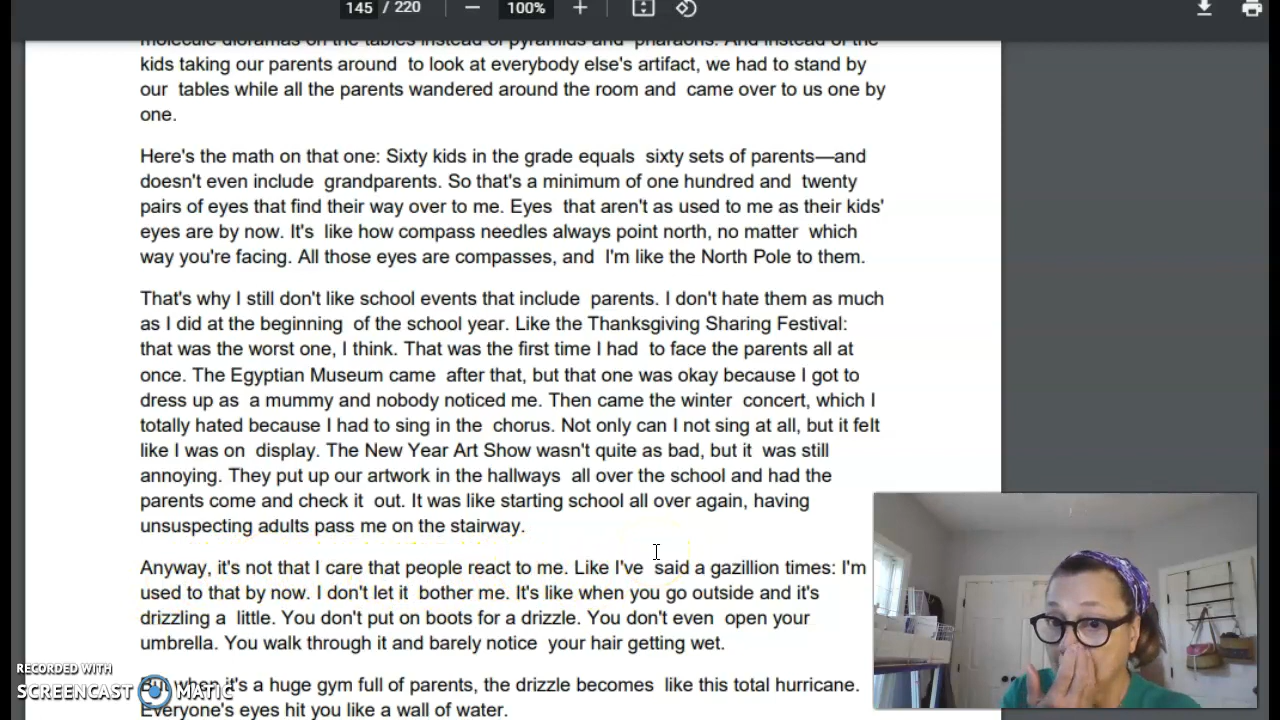 145 / 220
100%
molecule dioramas on the tables instead of pyramids and pharaohs. And instead of the
kids taking our parents around to look at everybody else's artifact, we had to stand by
our tables while all the parents wandered around the room and came over to us one by
one.
Here's the math on that one: Sixty kids in the grade equals sixty sets of parents—and
doesn't even include grandparents. So that's a minimum of one hundred and twenty
pairs of eyes that find their way over to me. Eyes that aren't as used to me as their kids'
eyes are by now. It's like how compass needles always point north, no matter which
way you're facing. All those eyes are compasses, and I'm like the North Pole to them.
That's why I still don't like school events that include parents. I don't hate them as much
as I did at the beginning of the school year. Like the Thanksgiving Sharing Festival:
that was the worst one, I think. That was the first time I had to face the parents all at
once. The Egyptian Museum came after that, but that one was okay because I got to
dress up as a mummy and nobody noticed me. Then came the winter concert, which I
totally hated because I had to sing in the chorus. Not only can I not sing at all, but it felt
like I was on display. The New Year Art Show wasn't quite as bad, but it was still
annoying. They put up our artwork in the hallways all over the school and had the
parents come and check it out. It was like starting school all over again, having
unsuspecting adults pass me on the stairway.
Anyway, it's not that I care that people react to me. Like I've said a gazillion times: I'm
used to that by now. I don't let it bother me. It's like when you go outside and it's
drizzling a little. You don't put on boots for a drizzle. You don't even open your
umbrella. You walk through it and barely notice your hair getting wet.
But when it's a huge gym full of parents, the drizzle becomes like this total hurricane.
Everyone's eyes hit you like a wall of water.
RECORDED WITH
SCREENCAST MATIC